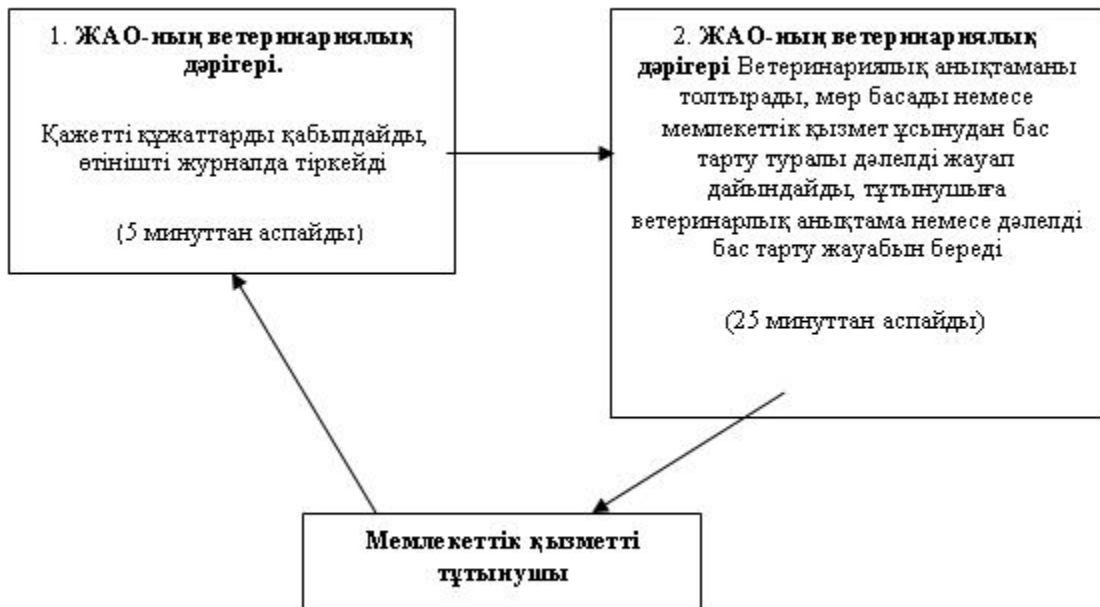 1. ЖАО-ның ветеринариялық
дәрігері.
Қажетті құжаттарды қабылдайды,
өтінішті журналда тіркейді
(5 минуттан аспайды)
2. ЖАО-ның ветеринариялық
дәрігері Ветеринариялық анықтаманы
толтырады, мөр басады немесе
мемлекеттік қызмет ұсынудан бас
тарту туралы дәлелді жауап
дайындайды, тұтынушыға
ветеринарлық анықтама немесе дәлелді
бас тарту жауабын береді
(25 минуттан аспайды)
Мемлекеттік қызметті
тұтынушы